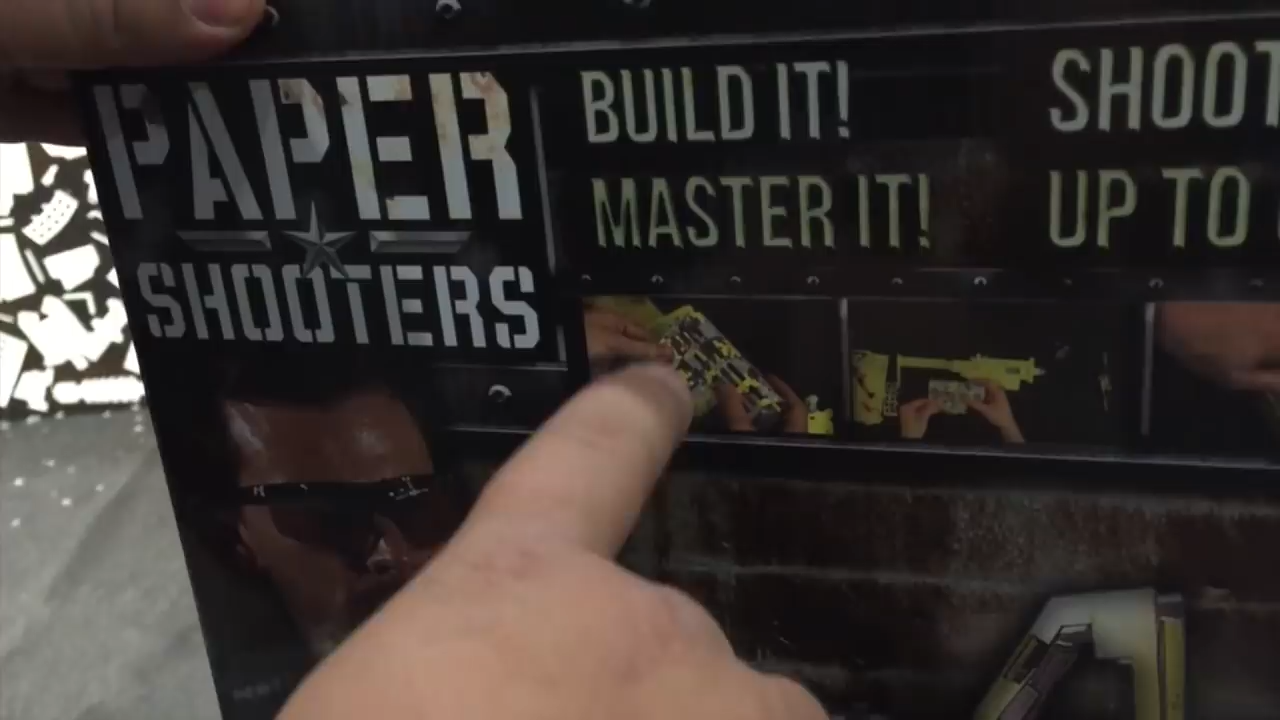 PAPER
SHOOTERS
BUILD IT!
MASTER IT!
SHOOT
UP TO